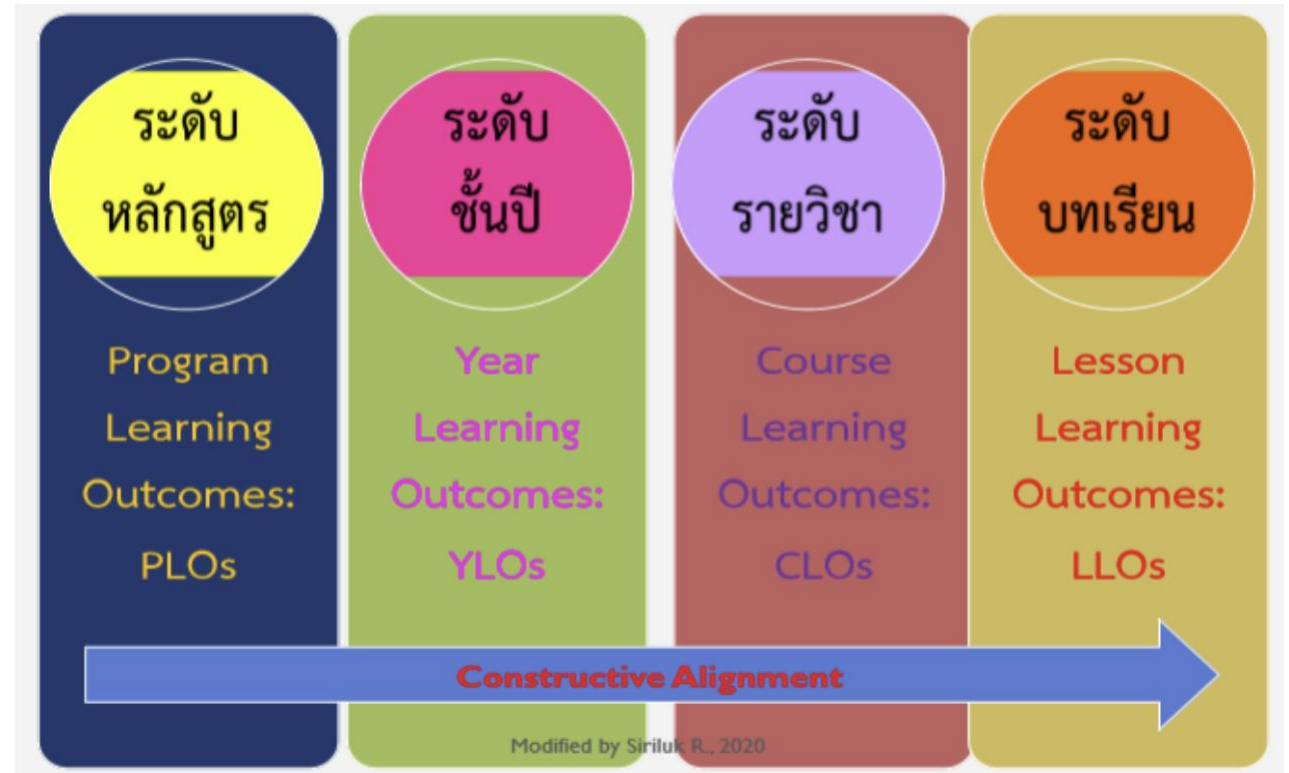 ระดับ
หลักสูตร
Program
Learning
Outcomes:
PLOs
ระดับ
ชั้นปี
Year
Learning
Outcomes:
YLOs
ระดับ
รายวิชา
Course
Learning
Outcomes:
CLOs
ระดับ
บทเรียน
Lesson
Learning
Outcomes:
LLOs
Constructive Alignment
Modified by Siriluk R., 2020